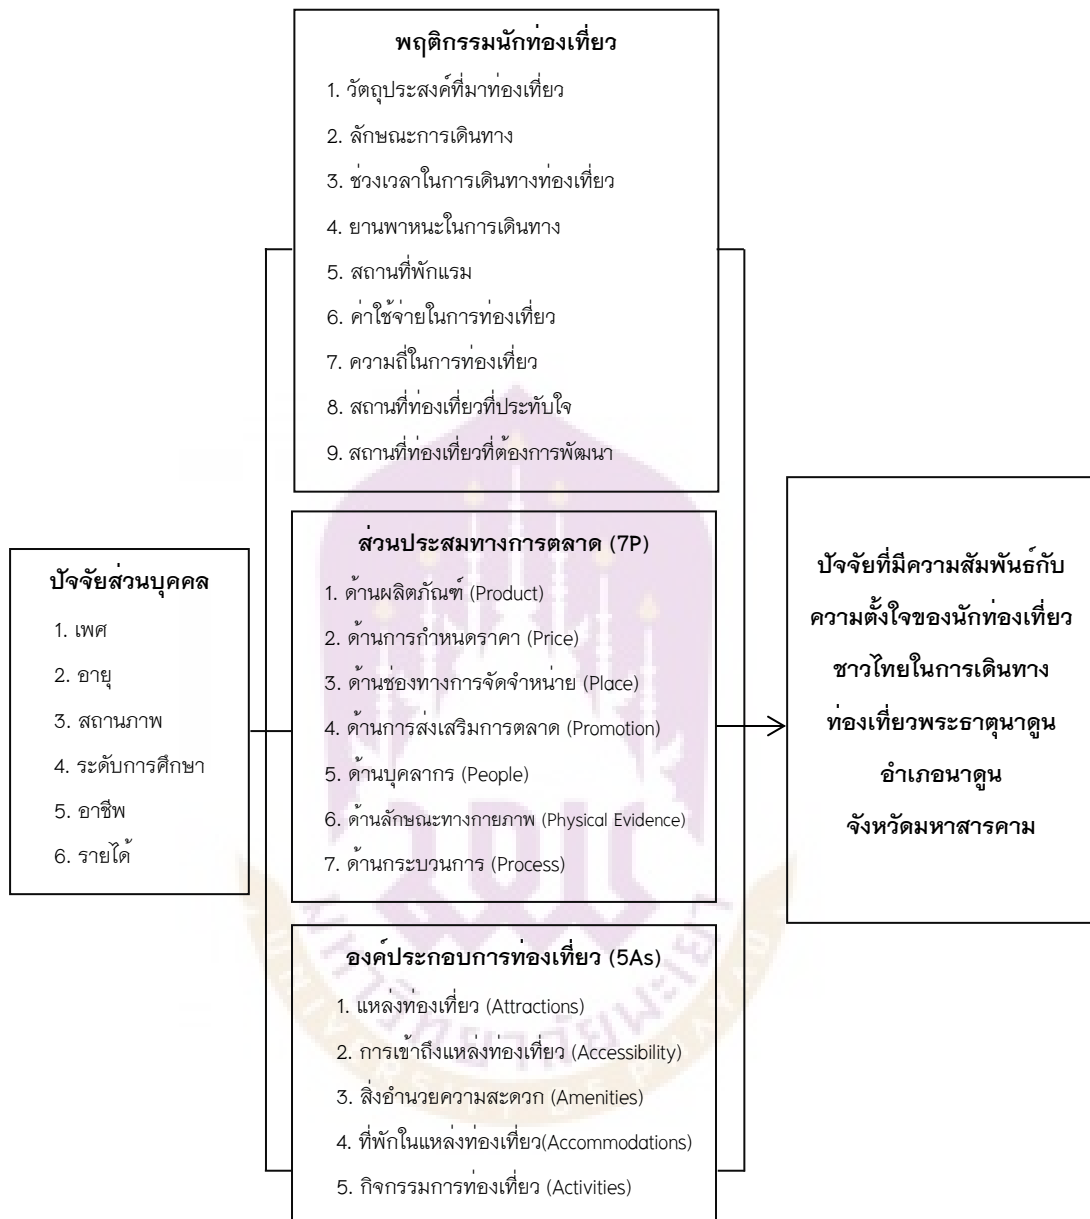 พฤติกรรมนักท่องเที่ยว
1. วัตถุประสงค์ที่มาท่องเที่ยว
2. ลักษณะการเดินทาง
3. ช่วงเวลาในการเดินทางท่องเที่ยว
4. ยานพาหนะในการเดินทาง
5. สถานที่พักแรม
6. ค่าใช้จ่ายในการท่องเที่ยว
7. ความถี่ในการท่องเที่ยว
8. สถานที่ท่องเที่ยวที่ประทับใจ
9. สถานที่ท่องเที่ยวที่ต้องการพัฒนา
ปัจจัยส่วนบุคคล
1. เพศ
2. อายุ
3. สถานภาพ
4. ระดับการศึกษา
5. อาชีพ
6. รายได้
ส่วนประสมทางการตลาด (7P)
1. ด้านผลิตภัณฑ์ (Product)
2. ด้านการกำหนดราคา (Price)
3. ด้านช่องทางการจัดจำหน่าย (Place)
4. ด้านการส่งเสริมการตลาด (Promotion)
5. ด้านบุคลากร (People)
6. ด้านลักษณะทางกายภาพ (Physical Evidence)
7. ด้านกระบวนการ (Process)
องค์ประกอบการท่องเที่ยว (5As)
1. แหล่งท่องเที่ยว (Attractions)
2. การเข้าถึงแหล่งท่องเที่ยว (Accessibility)
3. สิ่งอำนวยความสะดวก (Amenities)
4. ที่พักในแหล่งท่องเที่ยว(Accommodations)
5. กิจกรรมการท่องเที่ยว (Activities)
ปัจจัยที่มีความสัมพันธ์กับ
ความตั้งใจของนักท่องเที่ยว
ชาวไทยในการเดินทาง
ท่องเที่ยวพระธาตุนาดูน
อำเภอนาดูน
จังหวัดมหาสารคาม
มหาวิทยาลัยพะเยา
UNIVERSITY OF PHAYAO